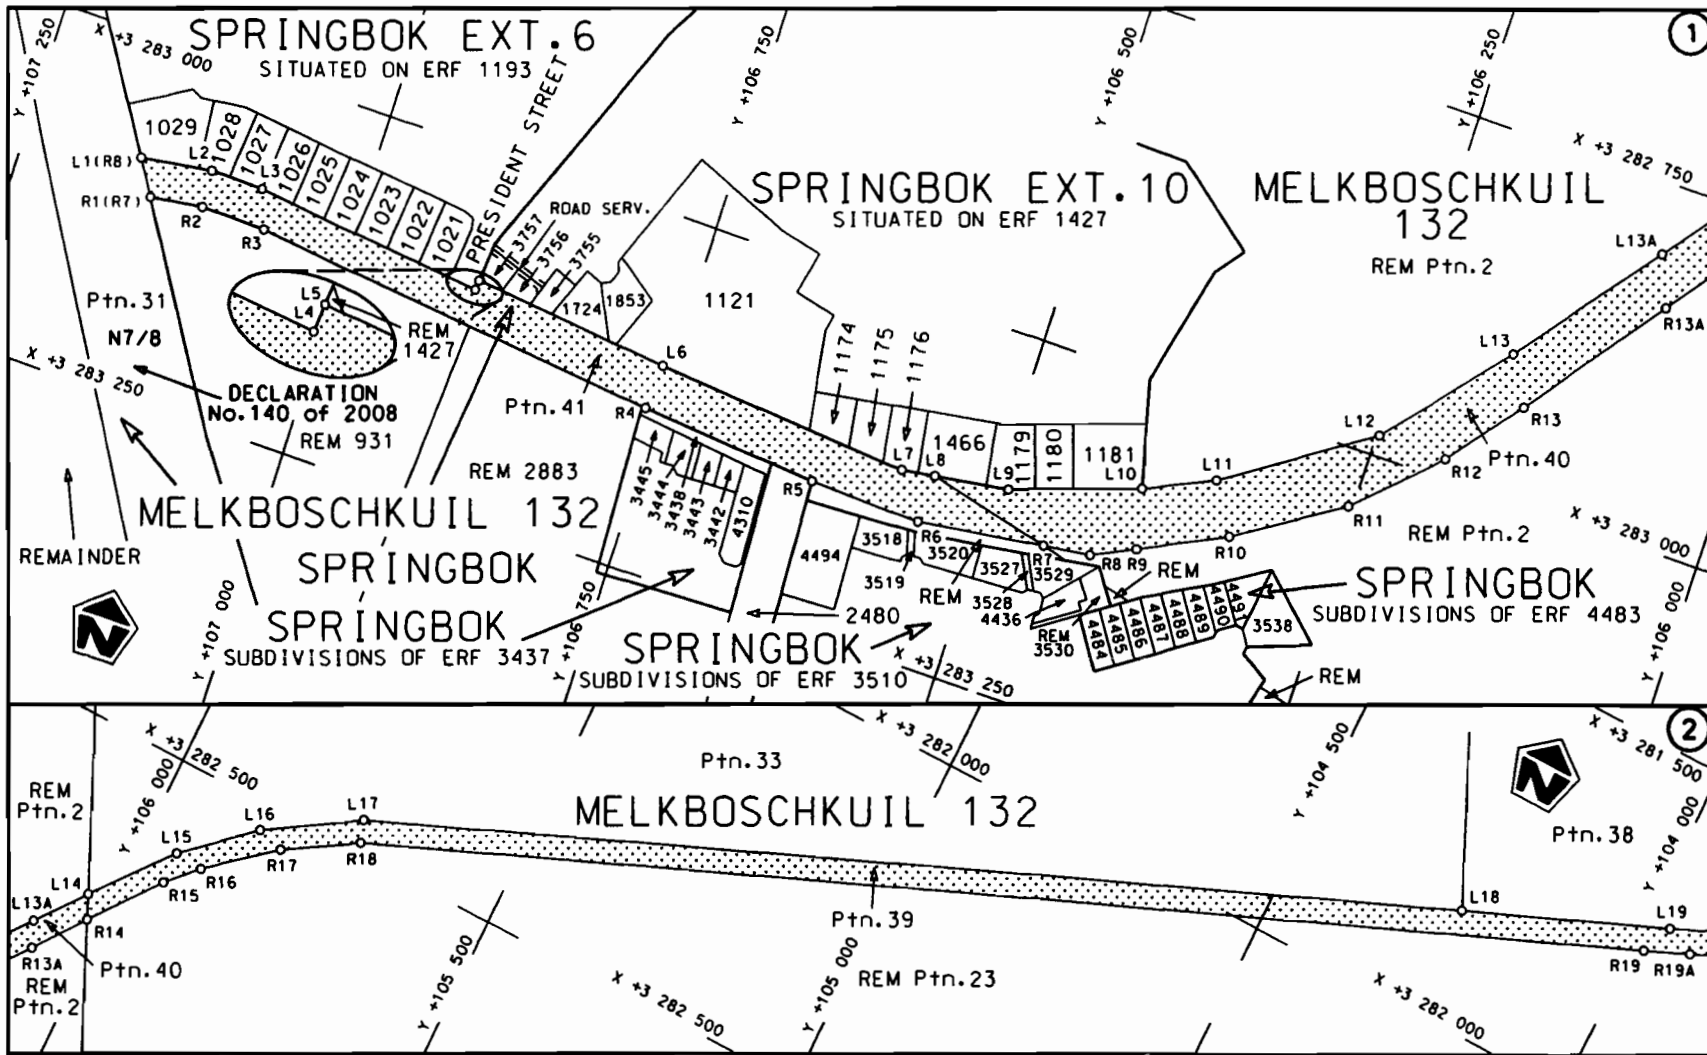 1
SPRINGBOK EXT.6
SITUATED ON ERF 1193
Y +107 250
X +3 283 000
PRESIDENT STREET
Y +106 750
Y +106 500
Y +106 250
X +3 282 750
1029
1028
1027
1026
1025
1024
1023
1022
1021
L1(R8)
L2
L3
R1(R7)
R2
R3
3757
3756
3755
ROAD SERV.
1724
1853
1121
SPRINGBOK EXT.10
SITUATED ON ERF 1427
MELKBOSCHKUIL
132
REM Ptn.2
L13A
R13A
Ptn.31
N7/8
L5
L4
REM
1427
X +3 283 250
DECLARATION
No.140 of 2008
REM 931
Ptn.41
L6
R4
1174
1175
1176
1466
1179
1180
1181
L7
L8
L9
L10
L11
L12
L13
R13
R12
Ptn.40
R11
REM Ptn.2
REM 2883
3445
3444
3438
3443
3442
4310
R5
R6
R7
R8
R9
R10
X +3 283 000
MELKBOSCHKUIL 132
REMAINDER
SPRINGBOK
4494
3518
3519
3520
3527
3528
3529
REM
4436
REM
3530
REM
4484
4485
4486
4487
4488
4489
4490
3538
SPRINGBOK
SUBDIVISIONS OF ERF 4483
SPRINGBOK
SUBDIVISIONS OF ERF 3437
2480
SPRINGBOK
SUBDIVISIONS OF ERF 3510
Y +107 000
Y +106 750
X +3 283 250
REM
Y +106 000
2
X +3 282 500
X +3 282 000
Y +104 500
X +3 281 500
Y +104 000
Ptn.33
MELKBOSCHKUIL 132
Ptn.38
REM
Ptn.2
Y +106 000
L13A
L14
L15
L16
L17
L18
L19
R13A
R14
R15
R16
R17
R18
R19
R19A
Ptn.40
REM
Ptn.2
Ptn.39
REM Ptn.23
Y +105 500
X +3 282 500
Y +105 000
X +3 282 000